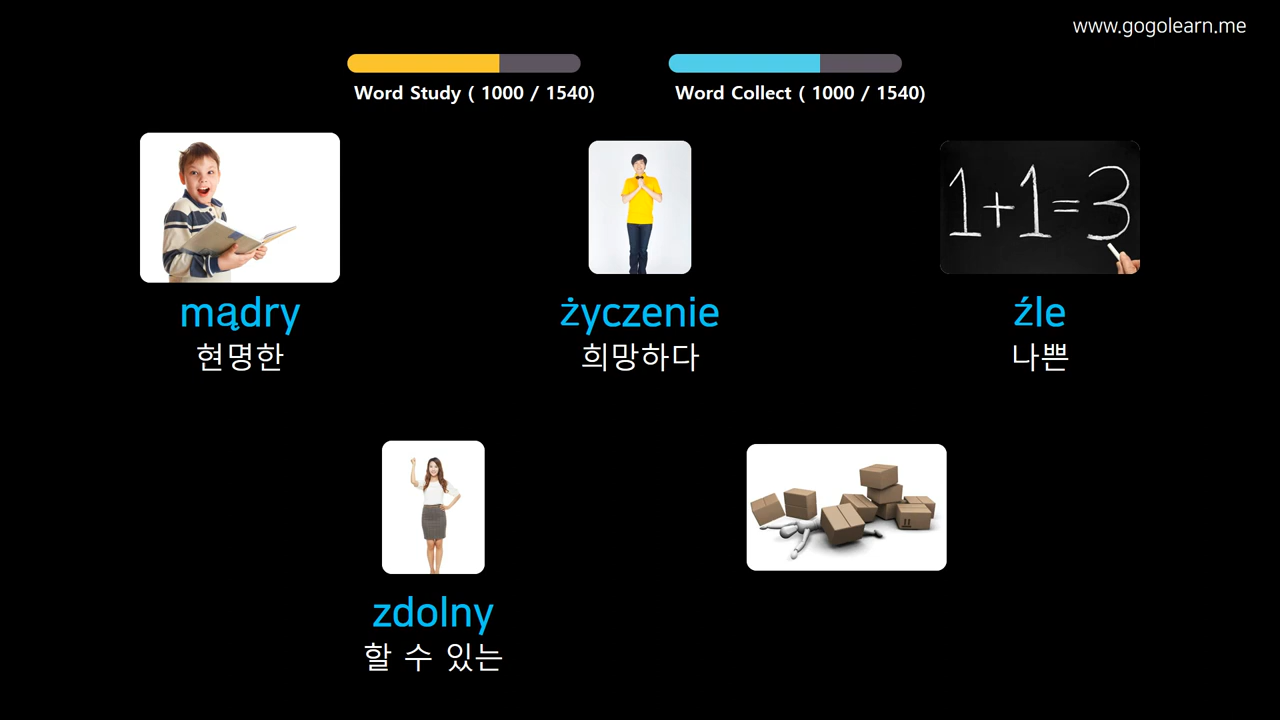 www.gogolearn.me
Word Study ( 1000 / 1540)
Word Collect ( 1000 / 1540)
1+1=3
mądry
현명한
życzenie
희망하다
źle
나쁜
zdolny
할 수 있는